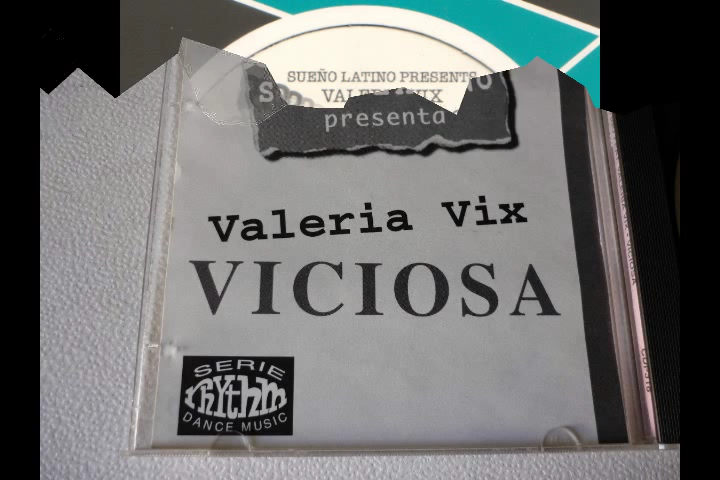 SUEÑO LATINO PRESENTS
presenta
Valeria Vix
VICIOSA
SERIE
rhythm
DANCE MUSIC